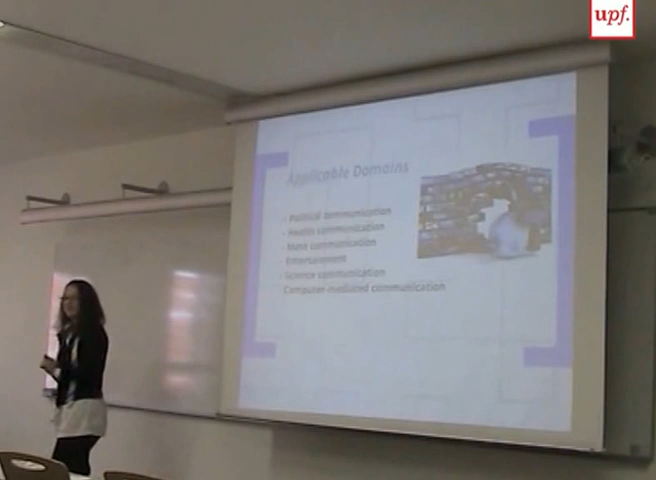 upf.
Applicable Domains
- Political communication
- Health communication
- Mass communication
Entertainment
- Science communication
Computer-mediated communication